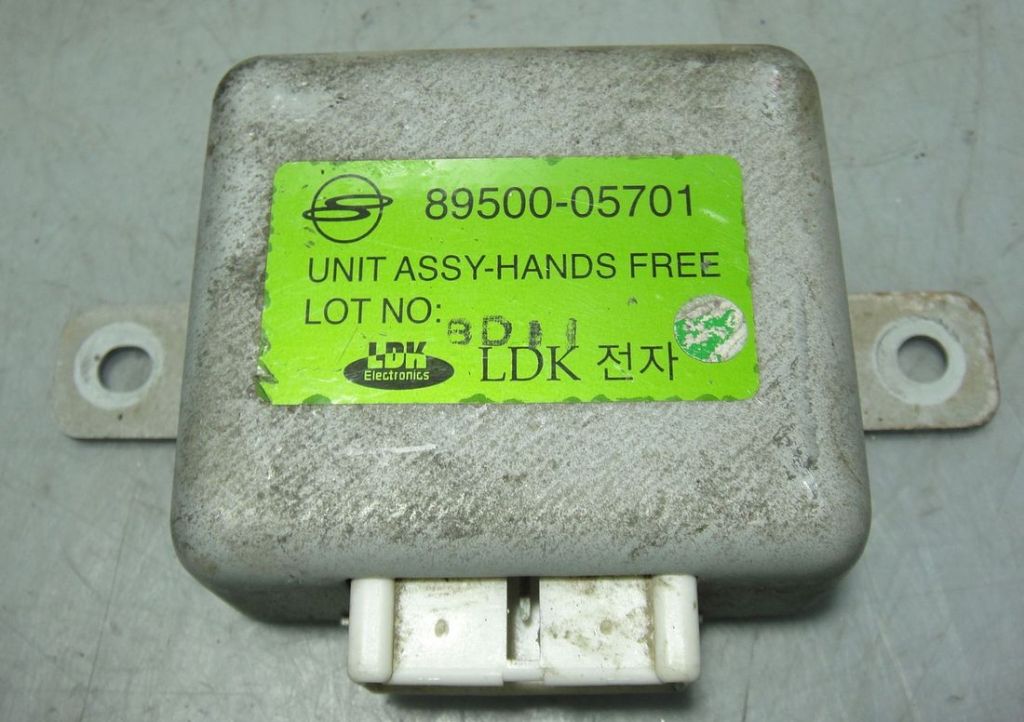 89500-05701
UNIT ASSY-HANDS FREE
LOT NO:
LDK
Electronics
LDK 전자